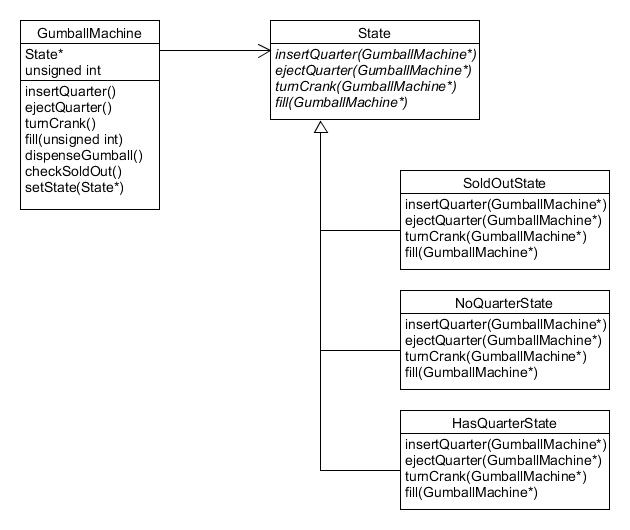 GumballMachine
State*
unsigned int
insertQuarter()
ejectQuarter()
turnCrank()
fill(unsigned int)
dispenseGumball()
checkSoldOut()
setState(State*)
State
insertQuarter(GumballMachine*)
ejectQuarter(GumballMachine*)
turnCrank(GumballMachine*)
fill(GumballMachine*)
SoldOutState
insertQuarter(GumballMachine*)
ejectQuarter(GumballMachine*)
turnCrank(GumballMachine*)
fill(GumballMachine*)
NoQuarterState
insertQuarter(GumballMachine*)
ejectQuarter(GumballMachine*)
turnCrank(GumballMachine*)
fill(GumballMachine*)
HasQuarterState
insertQuarter(GumballMachine*)
ejectQuarter(GumballMachine*)
turnCrank(GumballMachine*)
fill(GumballMachine*)